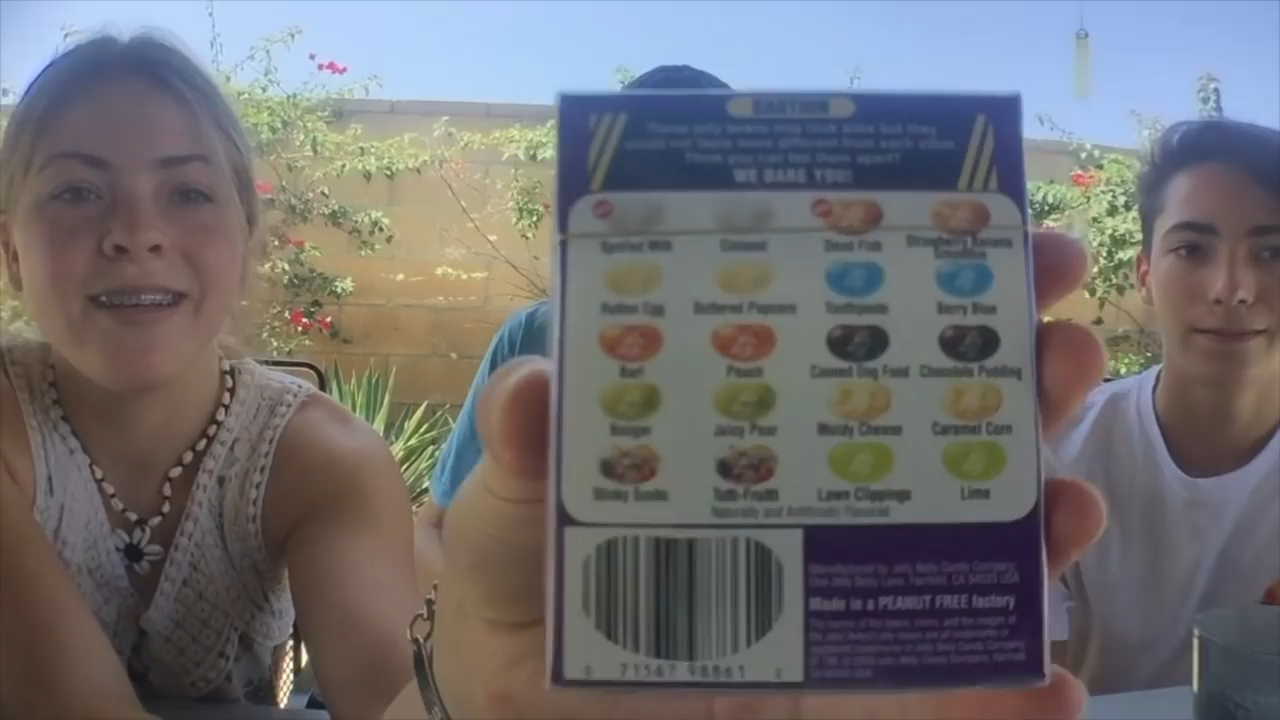 CAUTION
These jelly beans may look alike but they
could not taste more different from each other.
Think you can tell them apart?
WE DARE YOU!
Spoiled Milk Coconut Dead Fish Strawberry Banana
Smoothie
Rotten Egg Buttered Popcorn Toothpaste Berry Blue
Barf Peach Canned Dog Food Chocolate Pudding
Booger Juicy Pear Moldy Cheese Caramel Corn
Stinky Socks Tutti-Fruitti Lawn Clippings Lime
Naturally and Artificially Flavored
Manufactured by Jelly Belly Candy Company
One Jelly Belly Lane, Fairfield, CA 94533 USA
Made in a PEANUT FREE factory
71567 98861